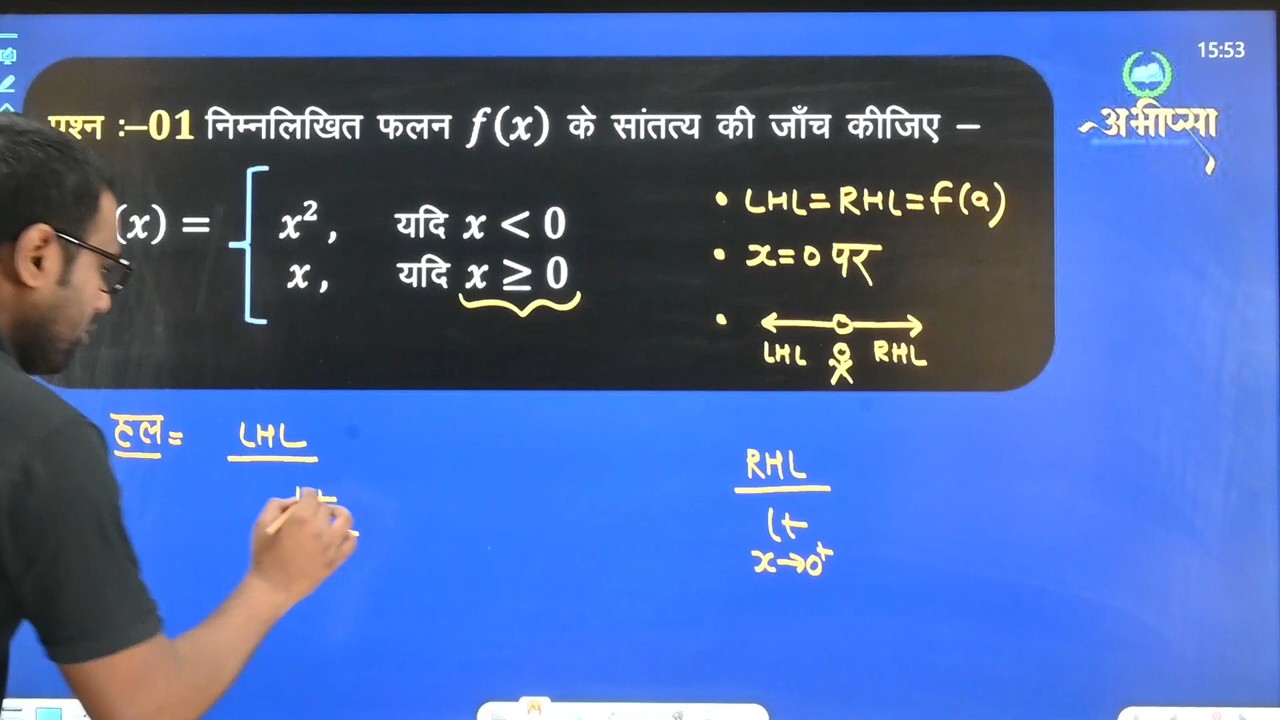 15:53
अभीप्सा
प्रश्न :–01 निम्नलिखित फलन f(x) के सांतत्य की जाँच कीजिए –
(x) =
x², यदि x < 0
x, यदि x ≥ 0
• LHL = RHL = f(a)
• x = 0 पर
•
LHL RHL
हल = LHL
lt
RHL
lt
x→0⁺